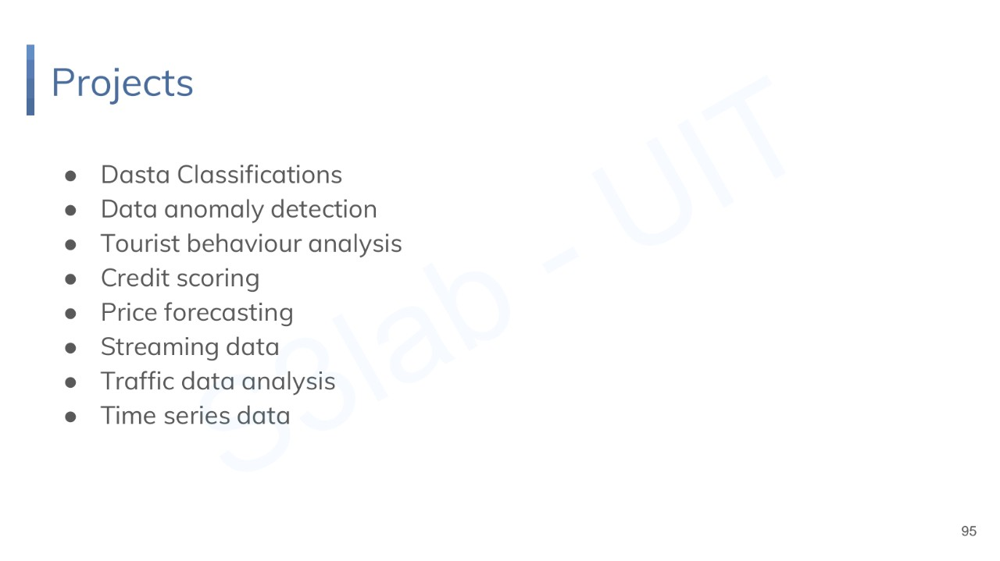 Projects
● Dasta Classifications
● Data anomaly detection
● Tourist behaviour analysis
● Credit scoring
● Price forecasting
● Streaming data
● Traffic data analysis
● Time series data
S3lab - UIT
95